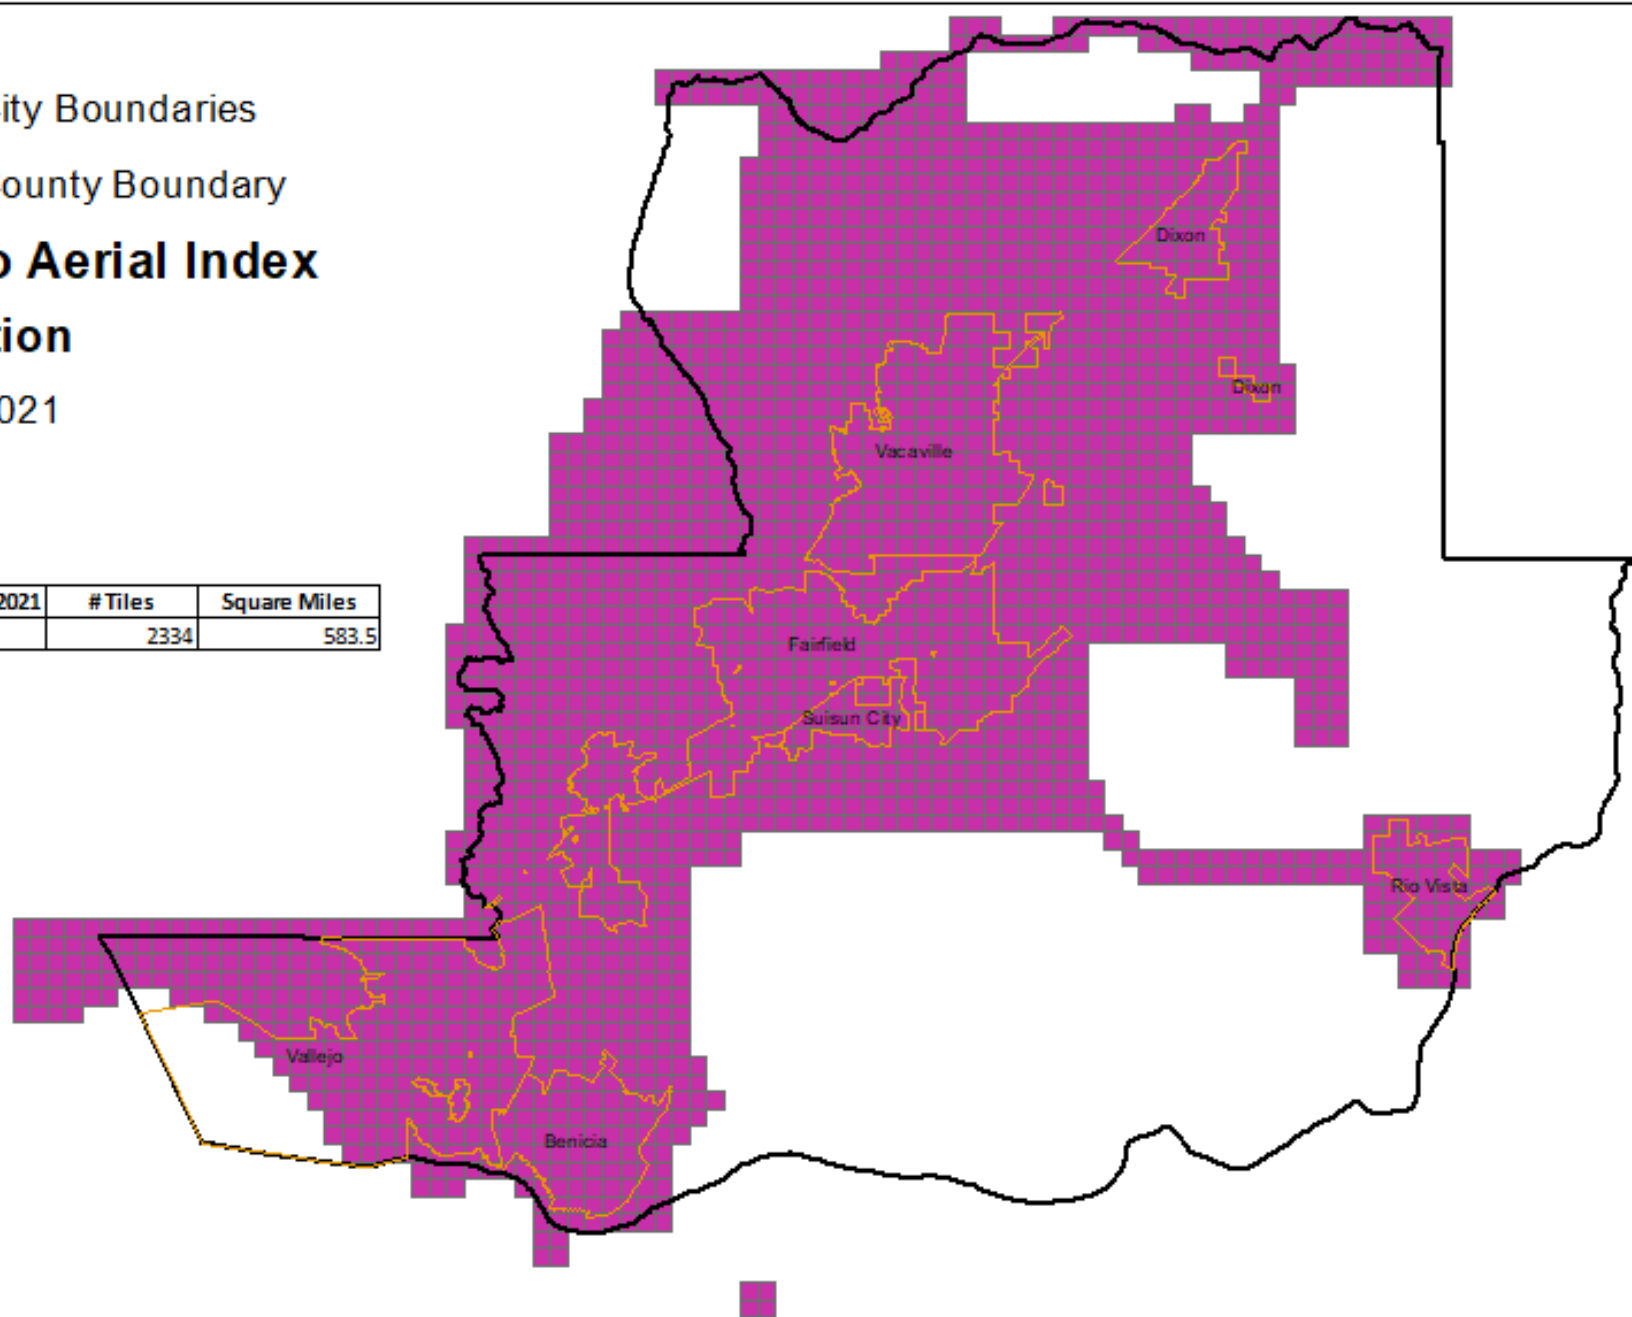 ity Boundaries
ounty Boundary
o Aerial Index
tion
021
2021 # Tiles Square Miles
2334 583.5
Dixon
Dixon
Vacaville
Fairfield
Suisun City
Rio Vista
Vallejo
Benicia